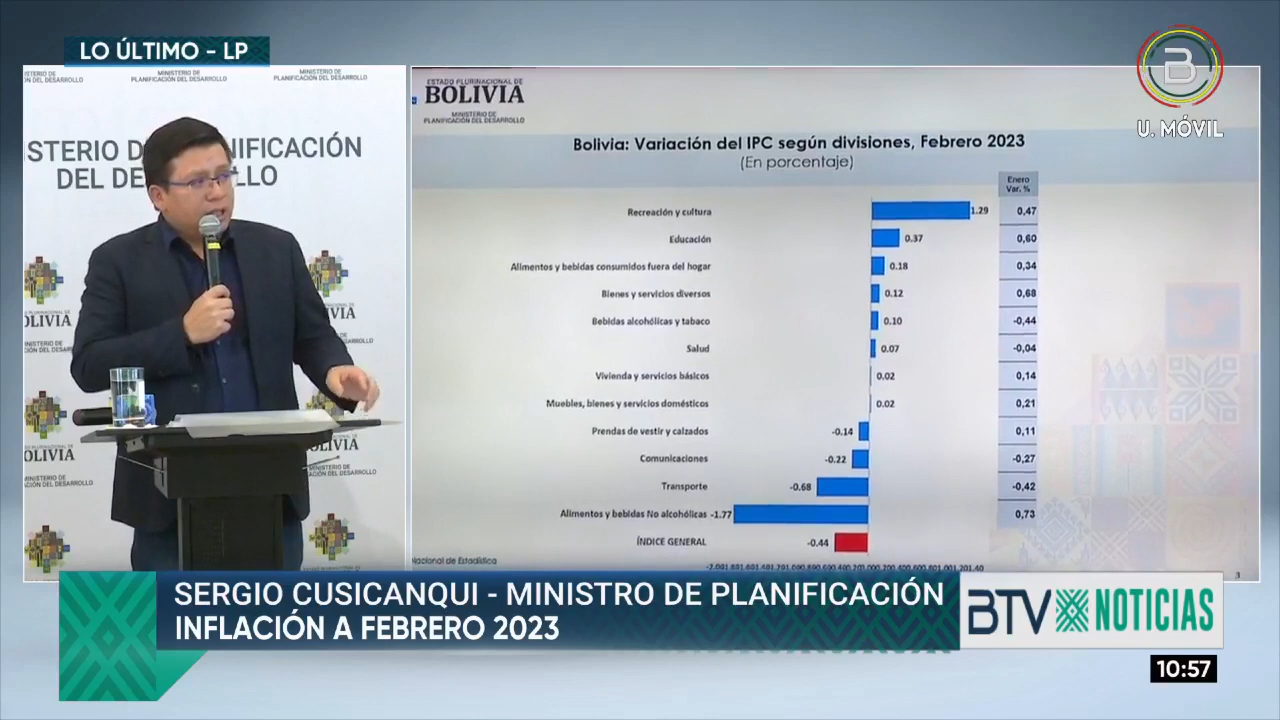 LO ÚLTIMO - LP
B
U. MÓVIL
MINISTERIO DE
PLANIFICACIÓN DEL DESARROLLO
MINISTERIO DE
PLANIFICACIÓN DEL DESARROLLO
DEL DE LLO
BOLIVIA
MINISTERIO DE
BOLIVIA
MINISTERIO DE
ESTADO PLURINACIONAL DE
BOLIVIA
MINISTERIO DE
PLANIFICACIÓN DEL DESARROLLO
Bolivia: Variación del IPC según divisiones, Febrero 2023
(En porcentaje)
Enero
Var. %
Recreación y cultura 1.29 0,47
Educación 0.37 0,60
Alimentos y bebidas consumidos fuera del hogar 0.18 0,34
Bienes y servicios diversos 0.12 0,68
Bebidas alcohólicas y tabaco 0.10 -0,44
Salud 0.07 -0,04
Vivienda y servicios básicos 0.02 0,14
Muebles, bienes y servicios domésticos 0.02 0,21
Prendas de vestir y calzados -0.14 0,11
Comunicaciones -0.22 -0,27
Transporte -0.68 -0,42
Alimentos y bebidas No alcohólicas -1.77 0,73
ÍNDICE GENERAL -0.44
Nacional de Estadística
3
SERGIO CUSICANQUI - MINISTRO DE PLANIFICACIÓN
INFLACIÓN A FEBRERO 2023
BTV NOTICIAS
10:57